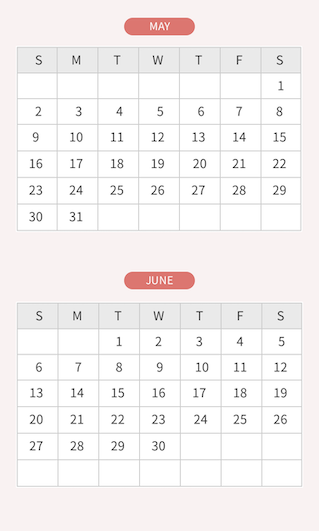 MAY
S M T W T F S
1
2 3 4 5 6 7 8
9 10 11 12 13 14 15
16 17 18 19 20 21 22
23 24 25 26 27 28 29
30 31
JUNE
S M T W T F S
1 2 3 4 5
6 7 8 9 10 11 12
13 14 15 16 17 18 19
20 21 22 23 24 25 26
27 28 29 30